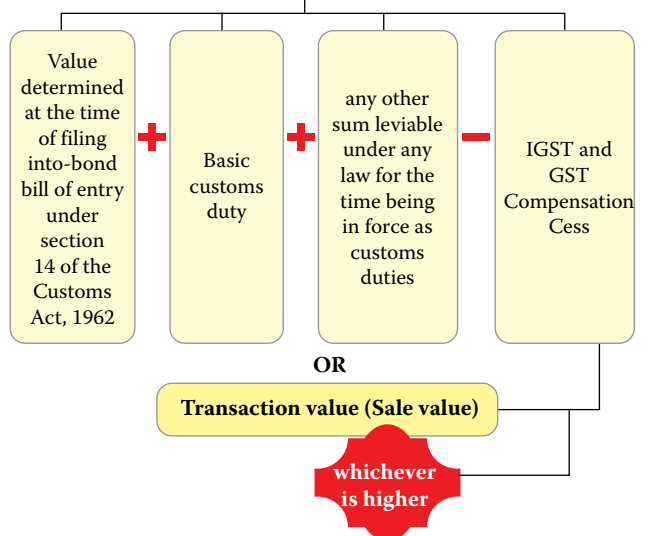 Value
determined
at the time
of filing
into-bond
bill of entry
under
section
14 of the
Customs
Act, 1962
+
Basic
customs
duty
+
any other
sum leviable
under any
law for the
time being
in force as
customs
duties
−
IGST and
GST
Compensation
Cess
OR
Transaction value (Sale value)
whichever
is higher